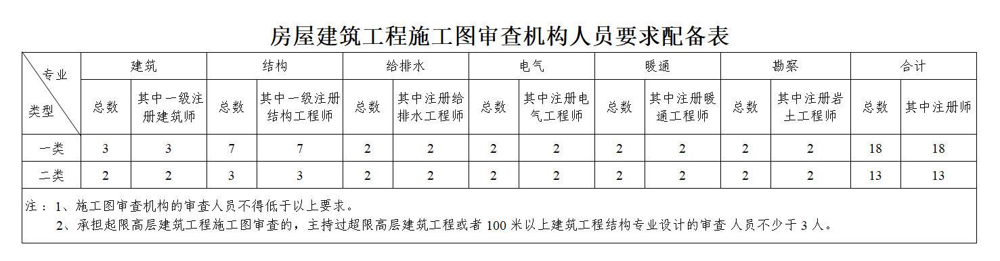 房屋建筑工程施工图审查机构人员要求配备表
专业 建筑 结构 给排水 电气 暖通 勘察 合计
类型 总数 其中一级注册建筑师 总数 其中一级注册结构工程师 总数 其中注册给排水工程师 总数 其中注册电气工程师 总数 其中注册暖通工程师 总数 其中注册岩土工程师 总数 其中注册师
一类 3 3 7 7 2 2 2 2 2 2 2 2 18 18
二类 2 2 3 3 2 2 2 2 2 2 2 2 13 13
注：1、施工图审查机构的审查人员不得低于以上要求。
2、承担起限高层建筑工程施工图审查的，主持过超限高层建筑工程或者100米以上建筑工程结构专业设计的审查 人员不少于3人。